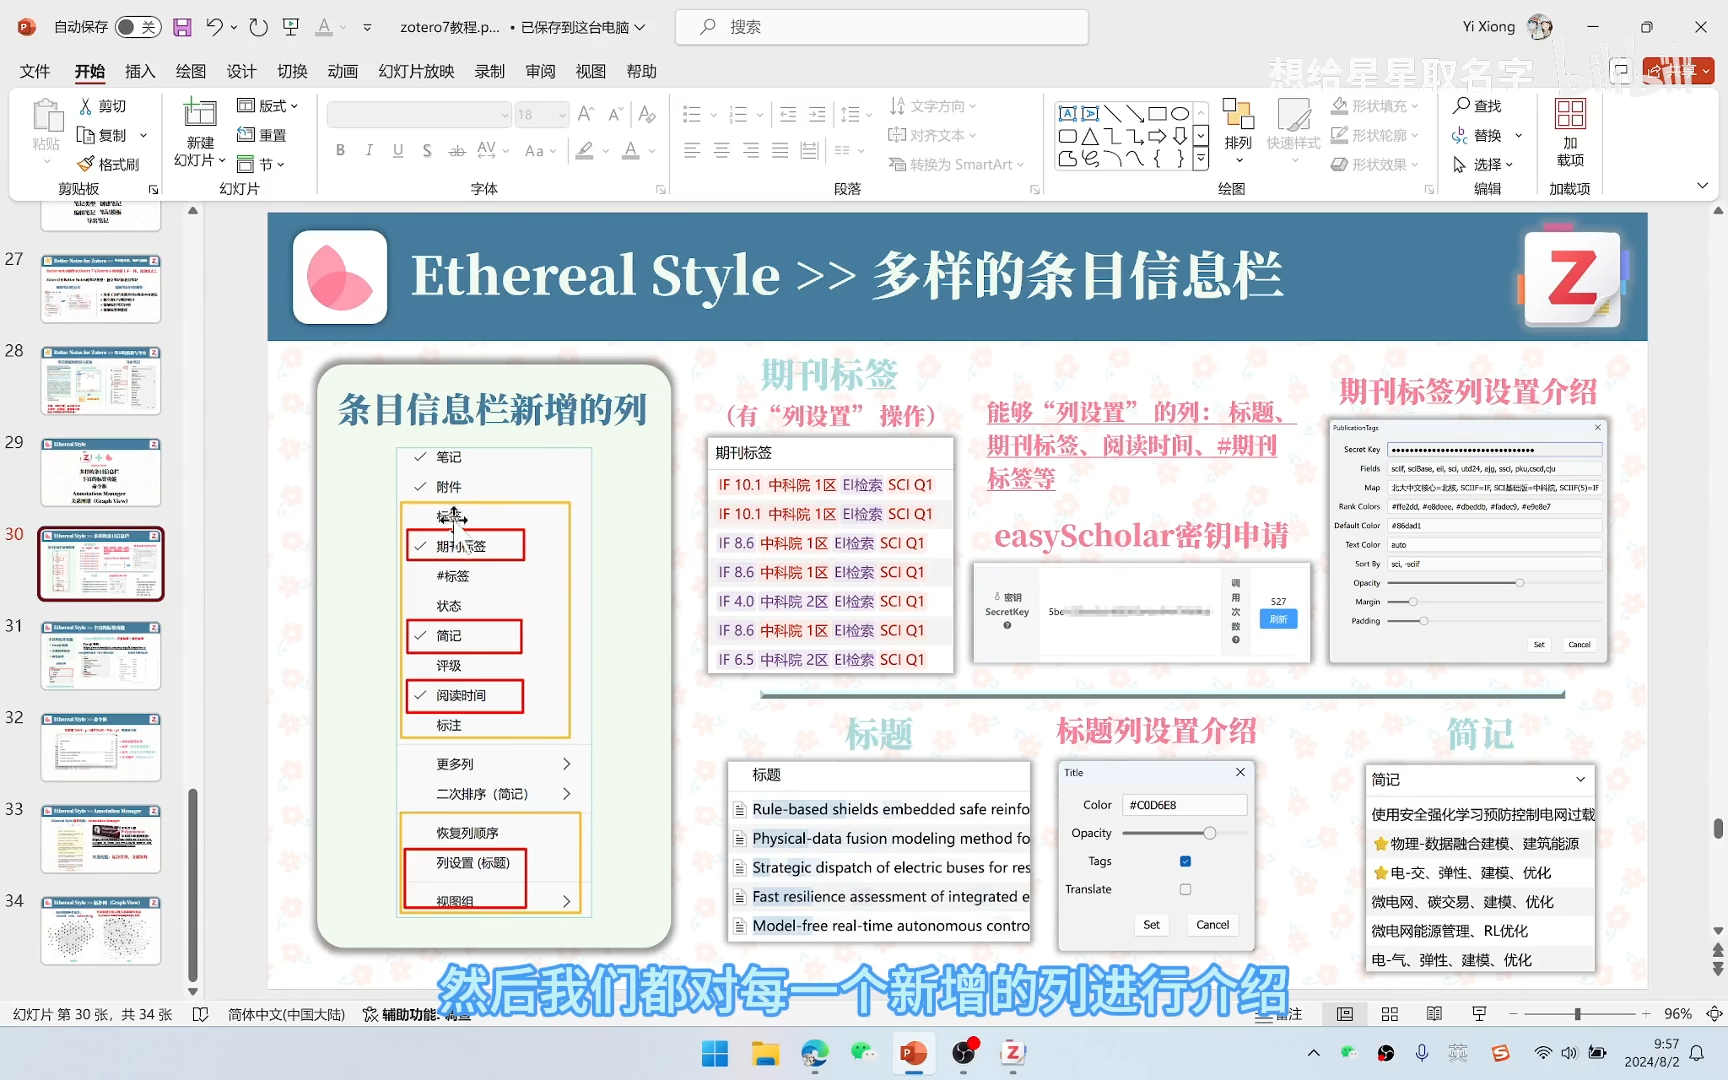 自动保存
关
zotero7教程.p... • 已保存到这台电脑
搜索
Yi Xiong
文件 开始 插入 绘图 设计 切换 动画 幻灯片放映 录制 审阅 视图 帮助
想给星星取名字
bilibili
粘贴
剪切
复制
格式刷
剪贴板
新建
幻灯片
版式
重置
节
幻灯片
18
字体
文字方向
对齐文本
转换为 SmartArt
段落
排列
快速样式
形状填充
形状轮廓
形状效果
绘图
查找
替换
选择
编辑
加
载项
加载项
27
28
29
30
31
32
33
34
Ethereal Style >> 多样的条目信息栏
条目信息栏新增的列
笔记
附件
期刊标签
#标签
状态
简记
评级
阅读时间
标注
更多列
二次排序（简记）
恢复列顺序
列设置 (标题)
视图组
期刊标签
（有“列设置”操作）
期刊标签
IF 10.1 中科院 1区 EI检索 SCI Q1
IF 10.1 中科院 1区 EI检索 SCI Q1
IF 8.6 中科院 1区 EI检索 SCI Q1
IF 8.6 中科院 1区 EI检索 SCI Q1
IF 4.0 中科院 2区 EI检索 SCI Q1
IF 8.6 中科院 1区 EI检索 SCI Q1
IF 6.5 中科院 2区 EI检索 SCI Q1
能够“列设置”的列：标题、
期刊标签、阅读时间、#期刊
标签等
easyScholar密钥申请
密钥
SecretKey
5be
调用次数
527
刷新
期刊标签列设置介绍
PublicationTags
Secret Key
Fields sciif, sciBase, eii, sci, utd24, ajg, ssci, pku,cscd,cju
Map 北大中文核心=北核, SCIIF=IF, SCI基础版=中科院, SCIIF(5)=IF
Rank Colors #ffe2dd, #e8deee, #dbeddb, #fadec9, #e9e8e7
Default Color #86dad1
Text Color auto
Sort By sci, -sciif
Opacity
Margin
Padding
Set Cancel
标题
标题
Rule-based shields embedded safe reinfo
Physical-data fusion modeling method fo
Strategic dispatch of electric buses for res
Fast resilience assessment of integrated e
Model-free real-time autonomous contro
标题列设置介绍
Title
Color #C0D6E8
Opacity
Tags
Translate
Set Cancel
简记
简记
使用安全强化学习预防控制电网过载
物理-数据融合建模、建筑能源
电-交、弹性、建模、优化
微电网、碳交易、建模、优化
微电网能源管理、RL优化
电-气、弹性、建模、优化
然后我们都对每一个新增的列进行介绍
幻灯片 第 30 张，共 34 张
简体中文(中国大陆)
辅助功能: 调查
备注
96%
英
9:57
2024/8/2